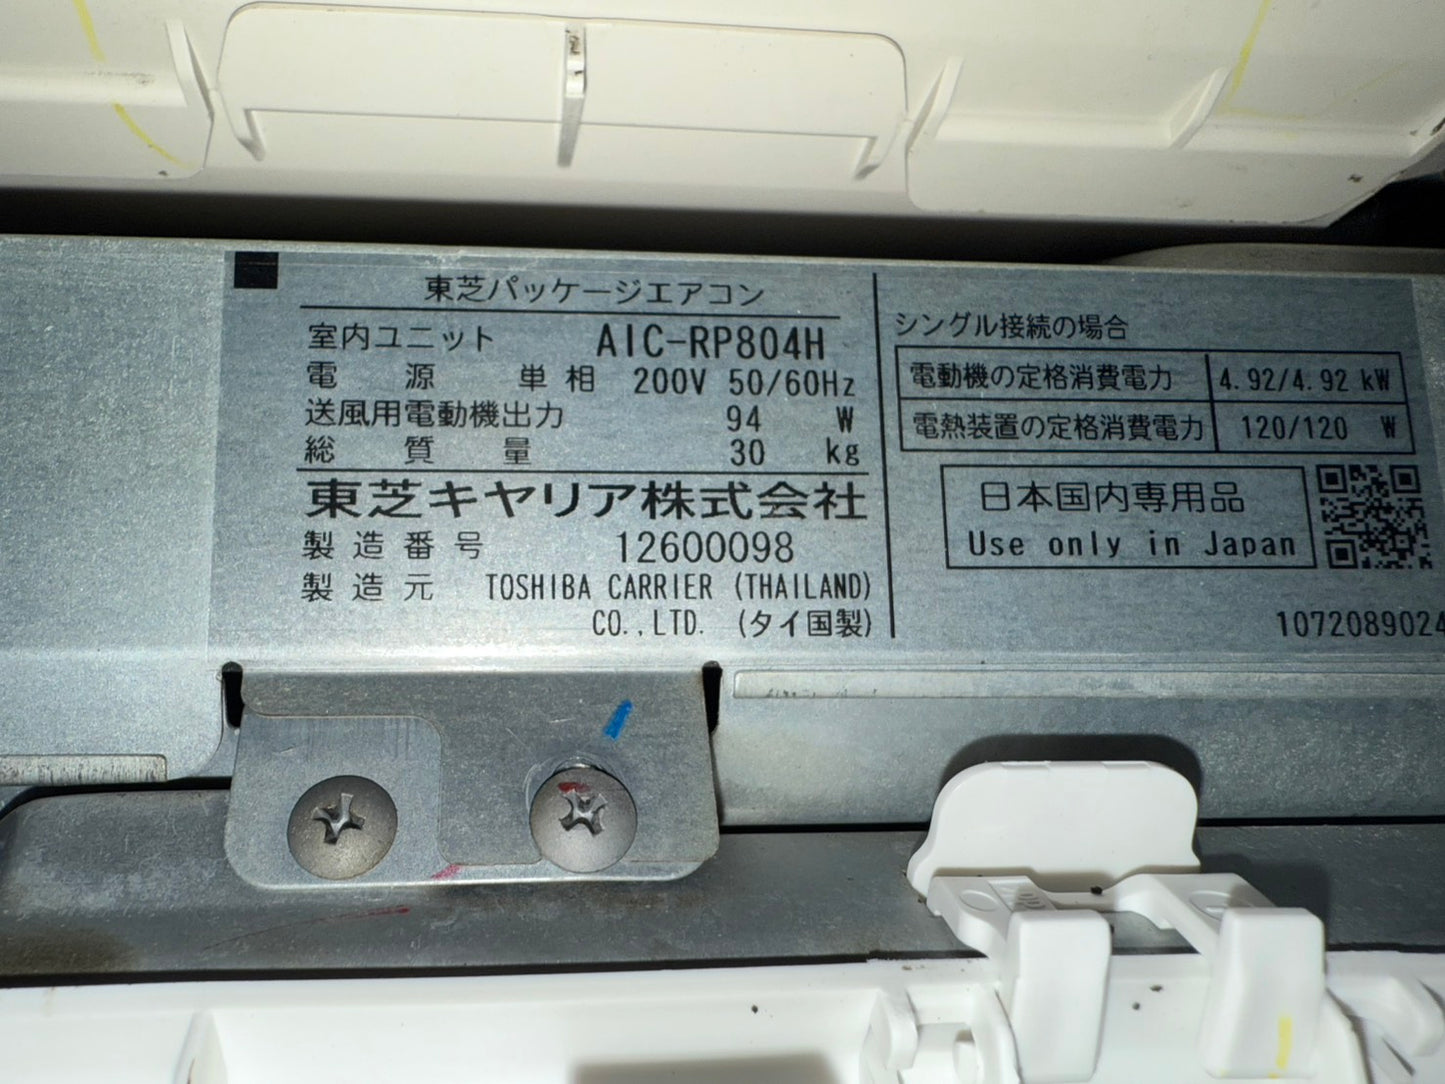 東芝パッケージエアコン
室内ユニット AIC-RP804H
電源 単相 200V 50/60Hz
送風用電動機出力 94 W
総質量 30 kg
東芝キヤリア株式会社
製造番号 12600098
製造元 TOSHIBA CARRIER (THAILAND)
CO.,LTD. (タイ国製)
シングル接続の場合
電動機の定格消費電力 4.92/4.92 kW
電熱装置の定格消費電力 120/120 W
日本国内専用品
Use only in Japan
1072089024